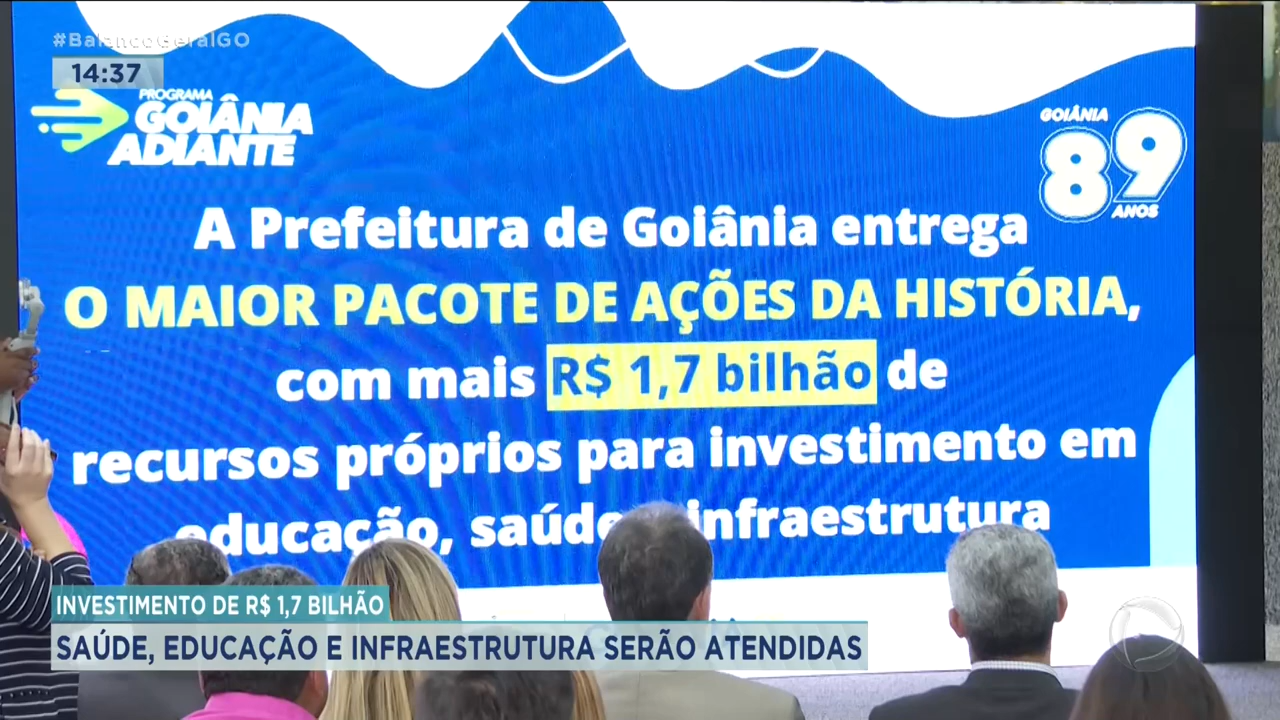 #BalançoGeralGO
14:37
PROGRAMA
GOIÂNIA
ADIANTE
GOIÂNIA
89
ANOS
A Prefeitura de Goiânia entrega
O MAIOR PACOTE DE AÇÕES DA HISTÓRIA,
com mais R$ 1,7 bilhão de
recursos próprios para investimento em
educação, saúde infraestrutura
INVESTIMENTO DE R$ 1,7 BILHÃO
SAÚDE, EDUCAÇÃO E INFRAESTRUTURA SERÃO ATENDIDAS